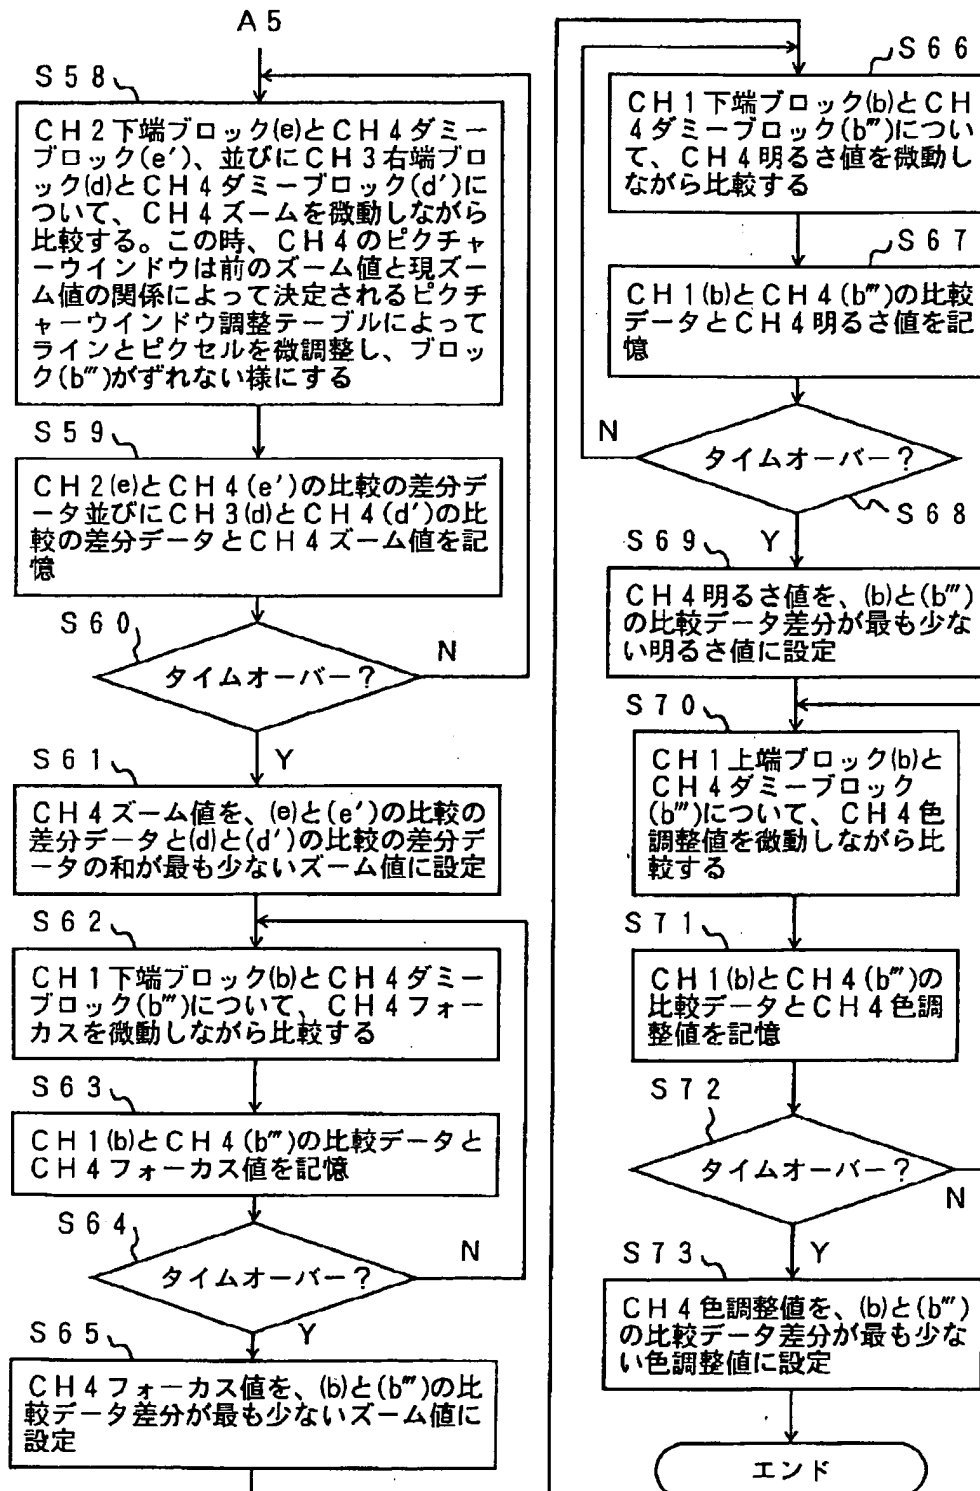 A5
S58
CH2下端ブロック(e)とCH4ダミー
ブロック(e′)、並びにCH3右端ブロ
ック(d)とCH4ダミーブロック(d′)に
ついて、CH4ズームを微動しながら
比較する。この時、CH4のピクチャ
ーウインドウは前のズーム値と現ズー
ム値の関係によって決定されるピクチ
ャーウインドウ調整テーブルによって
ラインとピクセルを微調整し、ブロッ
ク(b‴)がずれない様にする
S59
CH2(e)とCH4(e′)の比較の差分デ
ータ並びにCH3(d)とCH4(d′)の比
較の差分データとCH4ズーム値を記
憶
S60
タイムオーバー？
N
Y
S61
CH4ズーム値を、(e)と(e′)の比較の
差分データと(d)と(d′)の比較の差分デ
ータの和が最も少ないズーム値に設定
S62
CH1下端ブロック(b)とCH4ダミー
ブロック(b‴)について、CH4フォー
カスを微動しながら比較する
S63
CH1(b)とCH4(b‴)の比較データと
CH4フォーカス値を記憶
S64
タイムオーバー？
N
Y
S65
CH4フォーカス値を、(b)と(b‴)の比
較データ差分が最も少ないズーム値に
設定
S66
CH1下端ブロック(b)とCH
4ダミーブロック(b‴)につい
て、CH4明るさ値を微動し
ながら比較する
S67
CH1(b)とCH4(b‴)の比較
データとCH4明るさ値を記
憶
N
タイムオーバー？
S68
Y
S69
CH4明るさ値を、(b)と(b‴)
の比較データ差分が最も少な
い明るさ値に設定
S70
CH1上端ブロック(b)と
CH4ダミーブロック
(b‴)について、CH4色
調整値を微動しながら比
較する
S71
CH1(b)とCH4(b‴)の
比較データとCH4色調
整値を記憶
S72
タイムオーバー？
N
Y
S73
CH4色調整値を、(b)と(b‴)
の比較データ差分が最も少な
い色調整値に設定
エンド